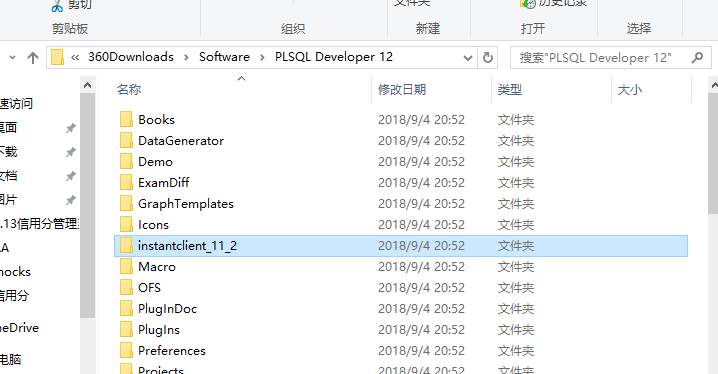 剪切
文件夹
历史记录
剪贴板
组织
新建
打开
选择
« 360Downloads > Software > PLSQL Developer 12
搜索"PLSQL Developer 12"
名称 修改日期 类型 大小
速访问
桌面
下载
文档
图片
.13信用分管理
AA
hocks
信用分
neDrive
电脑
Books 2018/9/4 20:52 文件夹
DataGenerator 2018/9/4 20:52 文件夹
Demo 2018/9/4 20:52 文件夹
ExamDiff 2018/9/4 20:52 文件夹
GraphTemplates 2018/9/4 20:52 文件夹
Icons 2018/9/4 20:52 文件夹
instantclient_11_2 2018/9/4 20:52 文件夹
Macro 2018/9/4 20:52 文件夹
OFS 2018/9/4 20:52 文件夹
PlugInDoc 2018/9/4 20:52 文件夹
PlugIns 2018/9/4 20:52 文件夹
Preferences 2018/9/4 20:52 文件夹
Projects 2018/9/4 20:52 文件夹